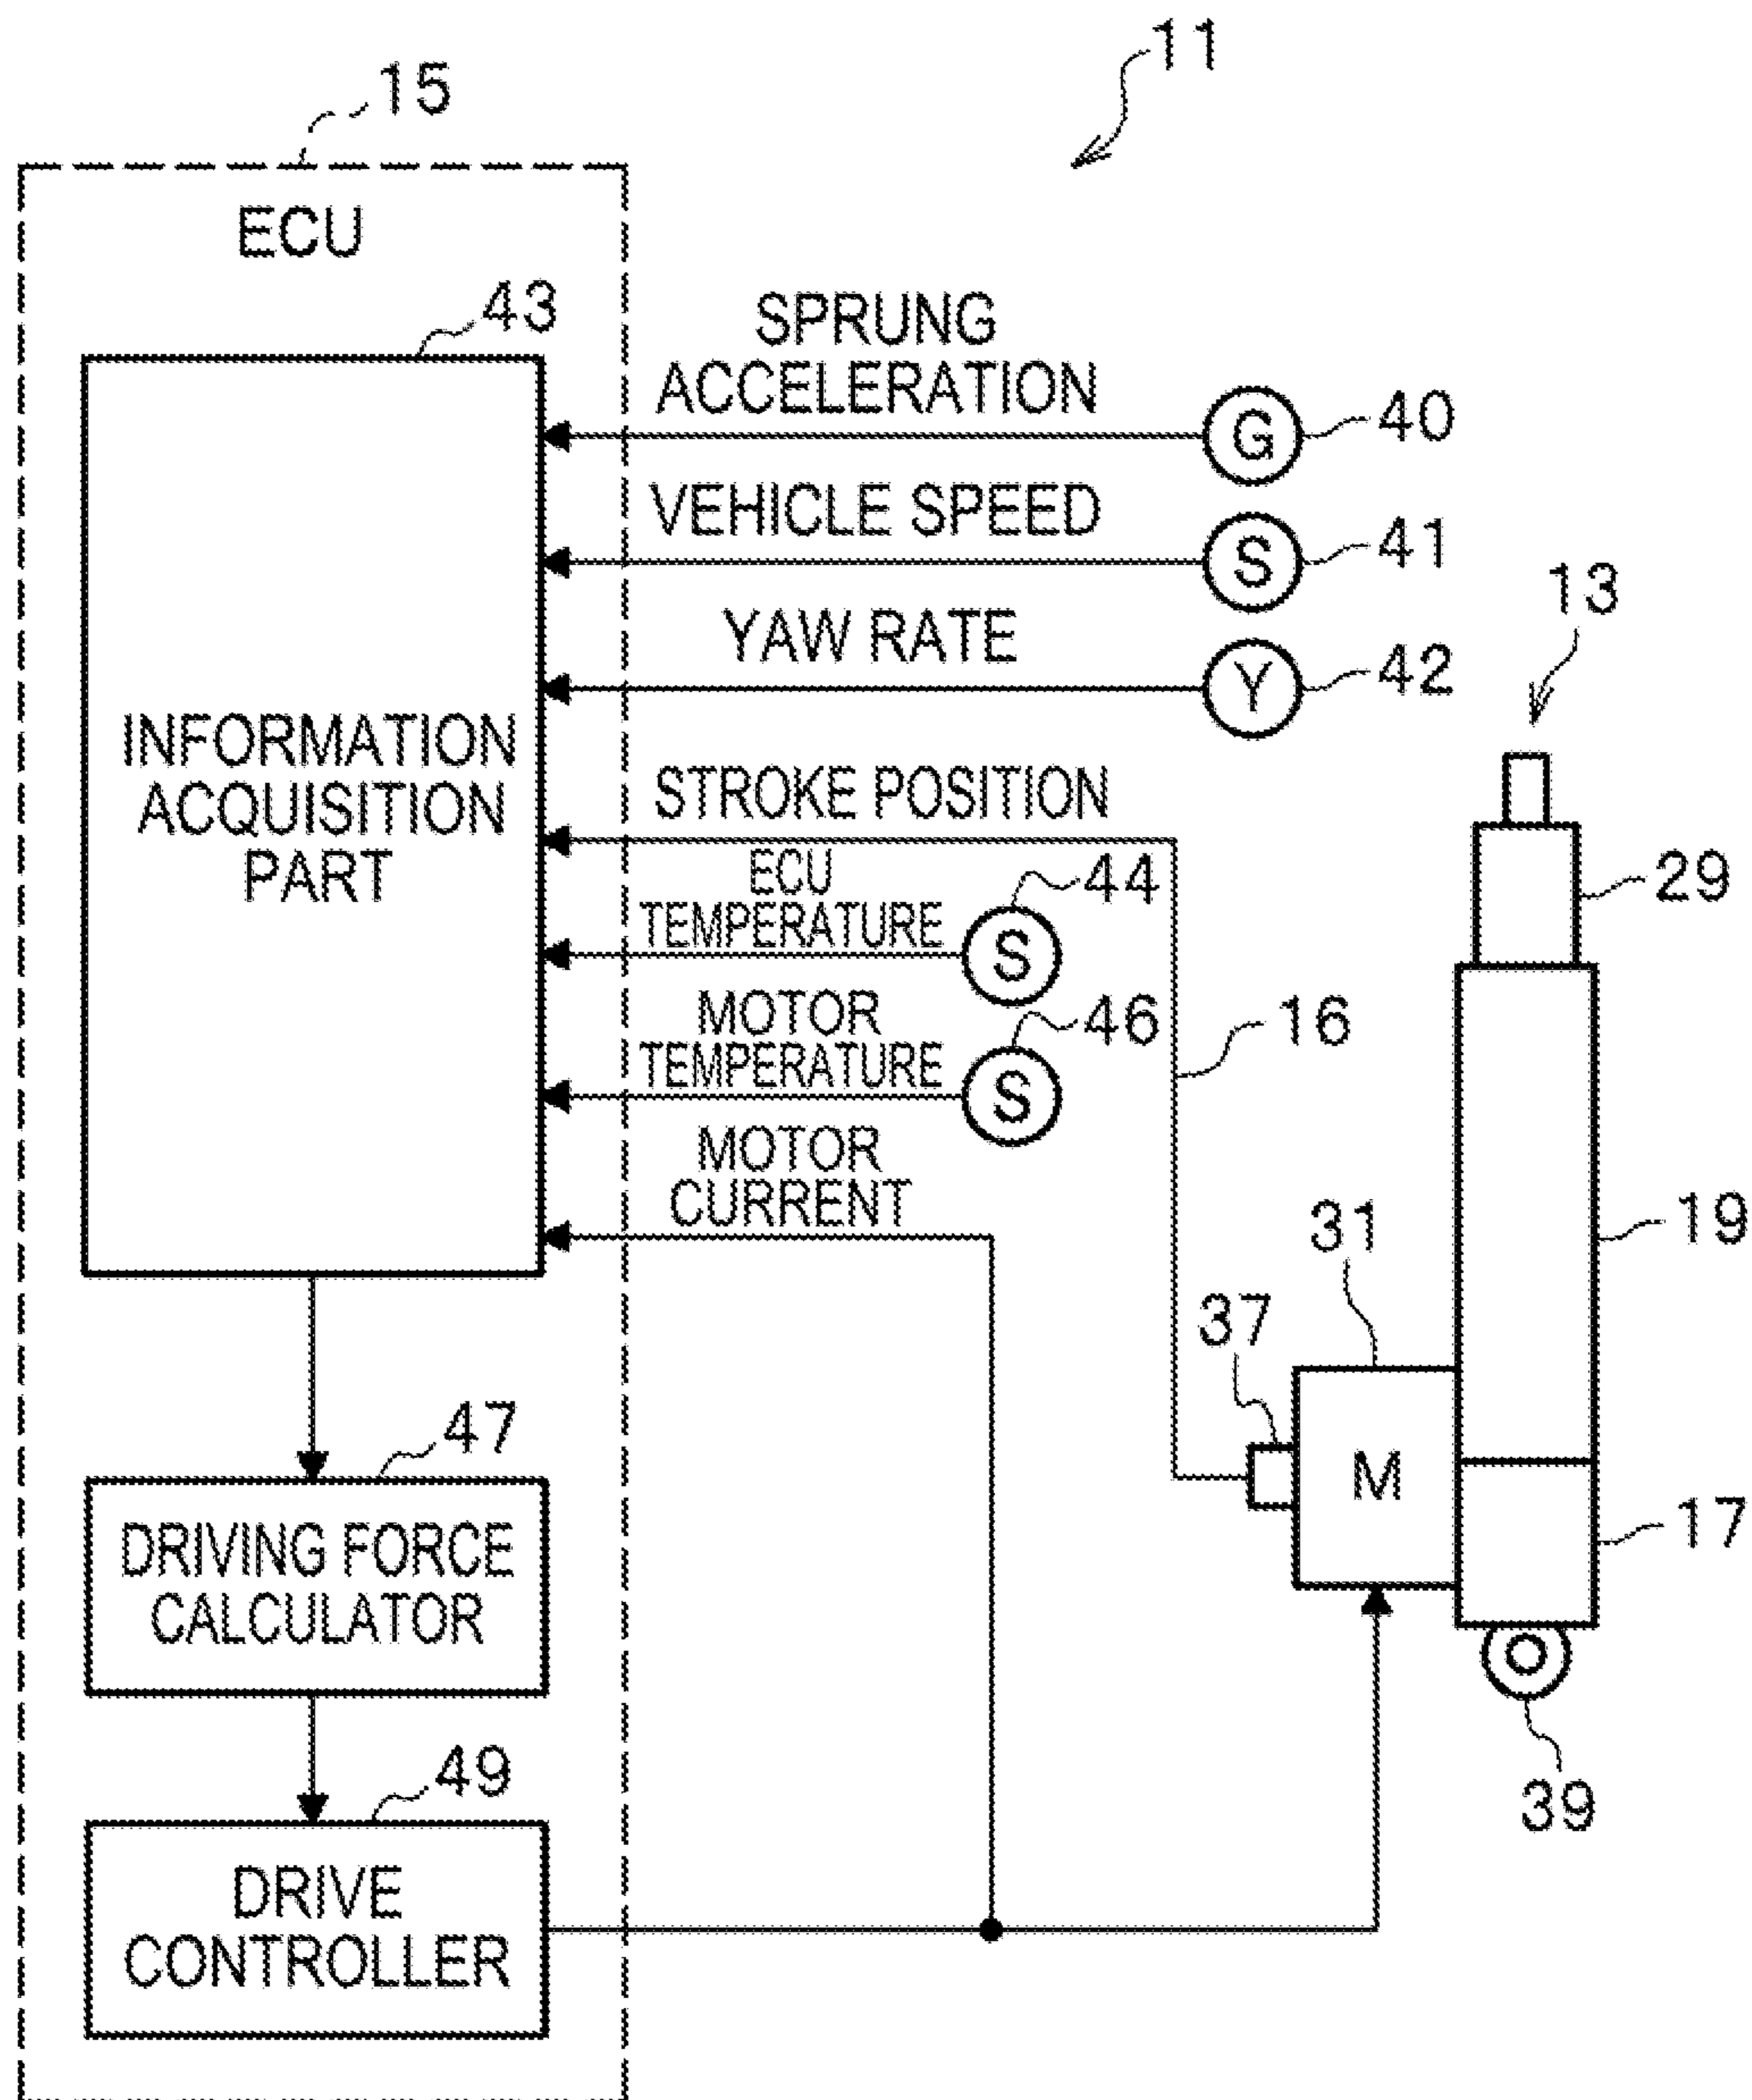 11
15
ECU
43
SPRUNG
ACCELERATION
G
40
VEHICLE SPEED
S
41
13
YAW RATE
Y
42
INFORMATION
ACQUISITION
PART
STROKE POSITION
29
ECU
TEMPERATURE
44
S
16
MOTOR
TEMPERATURE
46
S
MOTOR
CURRENT
19
31
37
M
47
DRIVING FORCE
CALCULATOR
17
39
49
DRIVE
CONTROLLER